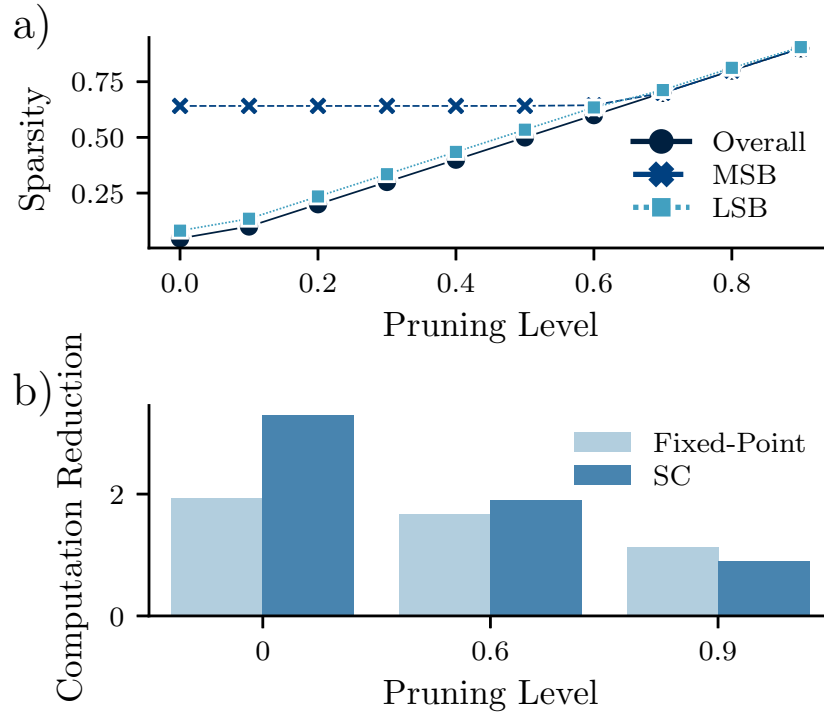 a)
Sparsity
0.75
0.50
0.25
Overall
MSB
LSB
0.0 0.2 0.4 0.6 0.8
Pruning Level
b)
Computation Reduction
2
0
Fixed-Point
SC
0 0.6 0.9
Pruning Level